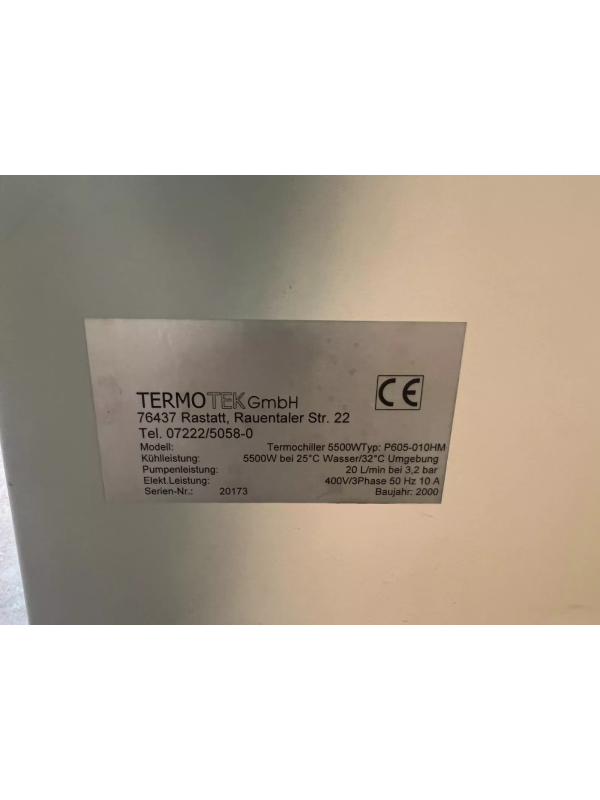 TERMOTEK GmbH
CE
76437 Rastatt, Rauentaler Str. 22
Tel. 07222/5058-0
Modell: Termochiller 5500WTyp: P605-010HM
Kühlleistung: 5500W bei 25°C Wasser/32°C Umgebung
Pumpenleistung: 20 L/min bei 3,2 bar
Elekt.Leistung: 400V/3Phase 50 Hz 10 A
Serien-Nr.: 20173 Baujahr: 2000